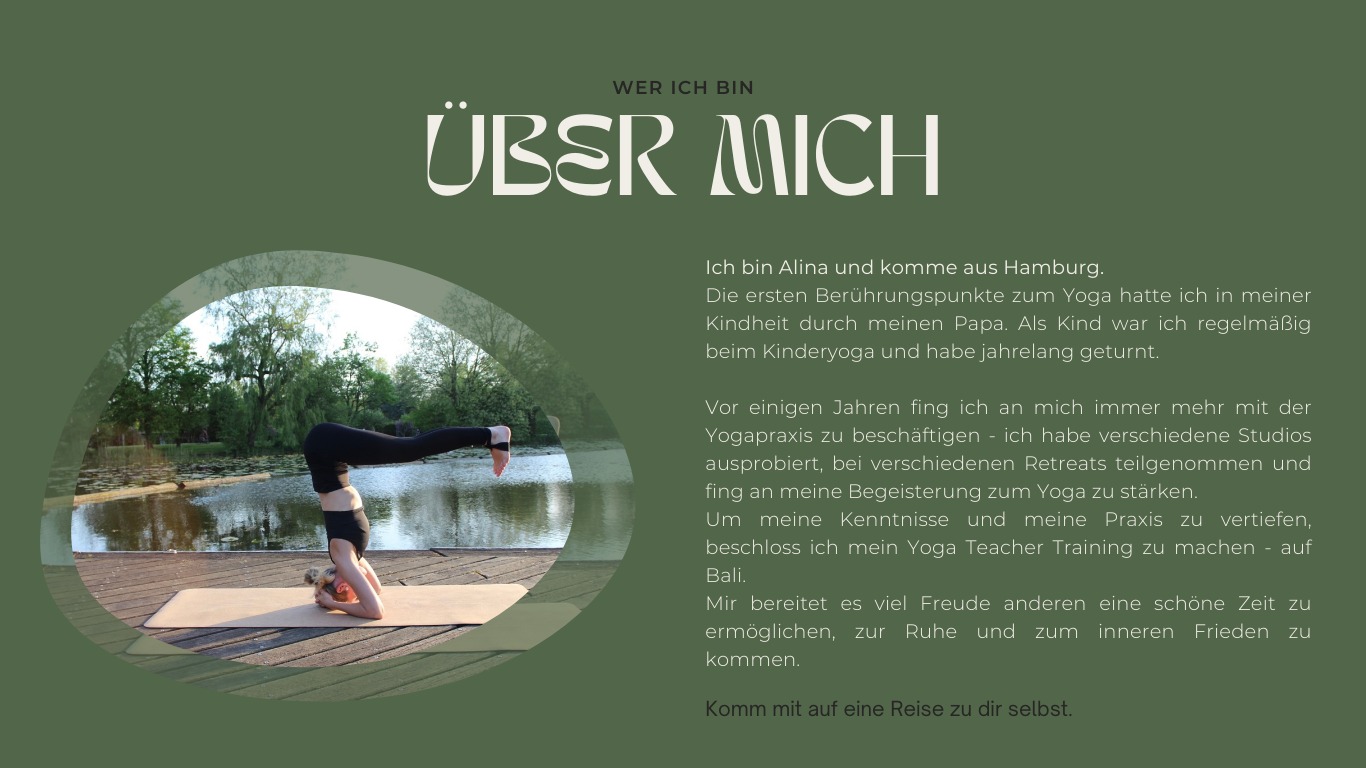 WER ICH BIN
ÜBER MICH
Ich bin Alina und komme aus Hamburg.
Die ersten Berührungspunkte zum Yoga hatte ich in meiner
Kindheit durch meinen Papa. Als Kind war ich regelmäßig
beim Kinderyoga und habe jahrelang geturnt.
Vor einigen Jahren fing ich an mich immer mehr mit der
Yogapraxis zu beschäftigen - ich habe verschiedene Studios
ausprobiert, bei verschiedenen Retreats teilgenommen und
fing an meine Begeisterung zum Yoga zu stärken.
Um meine Kenntnisse und meine Praxis zu vertiefen,
beschloss ich mein Yoga Teacher Training zu machen - auf
Bali.
Mir bereitet es viel Freude anderen eine schöne Zeit zu
ermöglichen, zur Ruhe und zum inneren Frieden zu
kommen.
Komm mit auf eine Reise zu dir selbst.